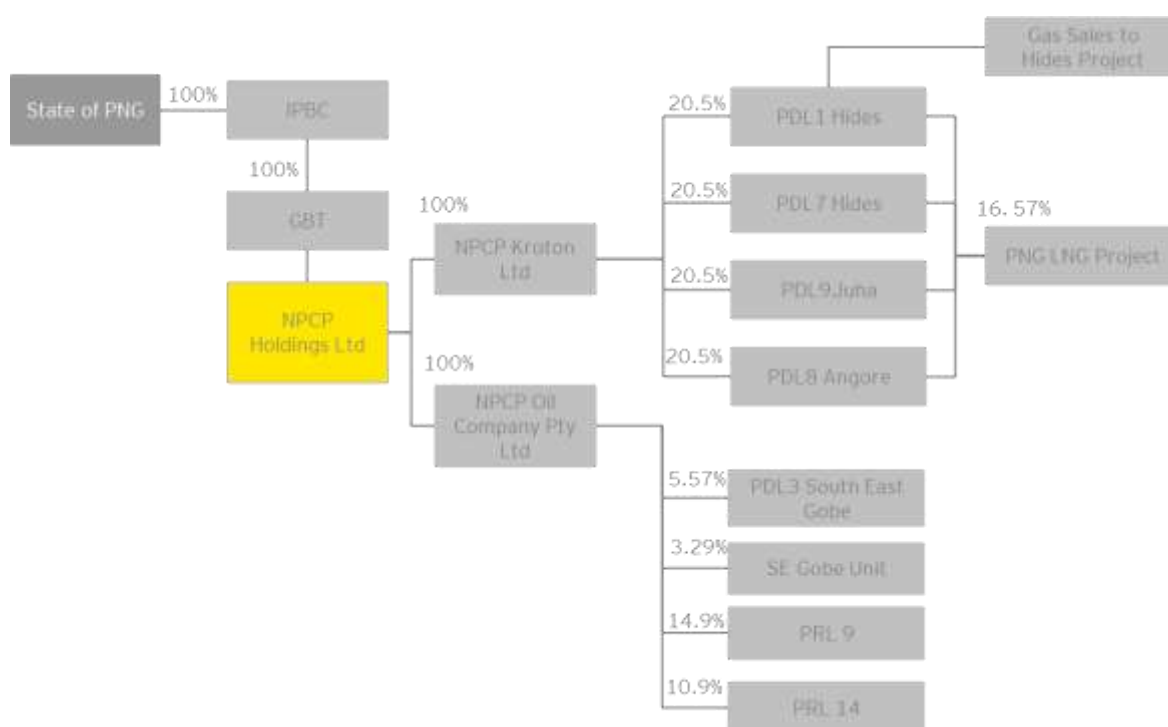 Gas Sales to
Hides Project
State of PNG
100%
IPBC
20.5%
PDL1 Hides
100%
GBT
100%
NPCP Kroton
Ltd
20.5%
PDL7 Hides
16.57%
PNG LNG Project
NPCP
Holdings Ltd
20.5%
PDL9Juha
100%
20.5%
PDL8 Angore
NPCP Oil
Company Pty
Ltd
5.57%
PDL3 South East
Gobe
3.29%
SE Gobe Unit
14.9%
PRL 9
10.9%
PRL 14